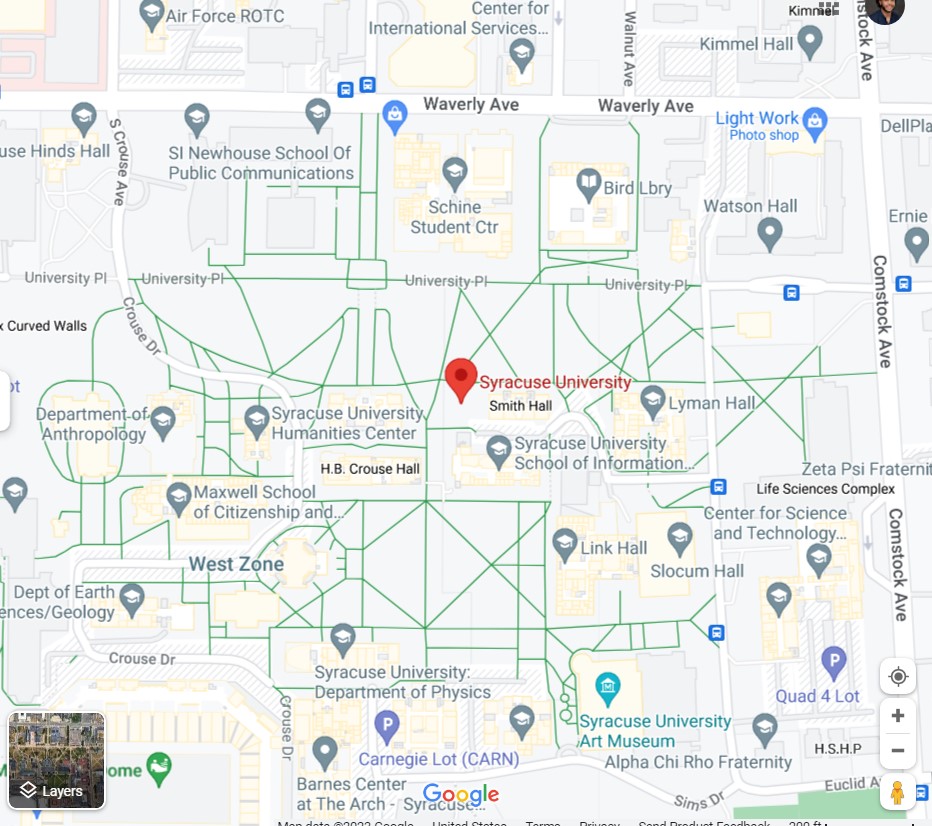 Air Force ROTC
Center for
International Services...
Kimmel
Walnut Ave
Kimmel Hall
Comstock Ave
Waverly Ave
Waverly Ave
Light Work
Photo shop
DellPla
use Hinds Hall
S Crouse Ave
SI Newhouse School Of
Public Communications
Schine
Student Ctr
Bird Lbry
Watson Hall
Ernie
University Pl
University Pl
University Pl
University Pl
Comstock Ave
x Curved Walls
Crouse Dr
Syracuse University
Smith Hall
Lyman Hall
Department of
Anthropology
Syracuse University
Humanities Center
Syracuse University
School of Information...
H.B. Crouse Hall
Zeta Psi Fraternit
Life Sciences Complex
Maxwell School
of Citizenship and...
Center for Science
and Technology...
Comstock Ave
West Zone
Link Hall
Slocum Hall
Dept of Earth
ences/Geology
Crouse Dr
Syracuse University:
Department of Physics
P
Quad 4 Lot
Crouse Dr
Syracuse University
Art Museum
P
Carnegie Lot (CARN)
H.S.H.P
Alpha Chi Rho Fraternity
ome
Layers
Barnes Center
at The Arch - Syracuse...
Google
Sims Dr
Euclid Av
Map data ©2023 Google United States Terms Privacy Send Product Feedback 200 ft